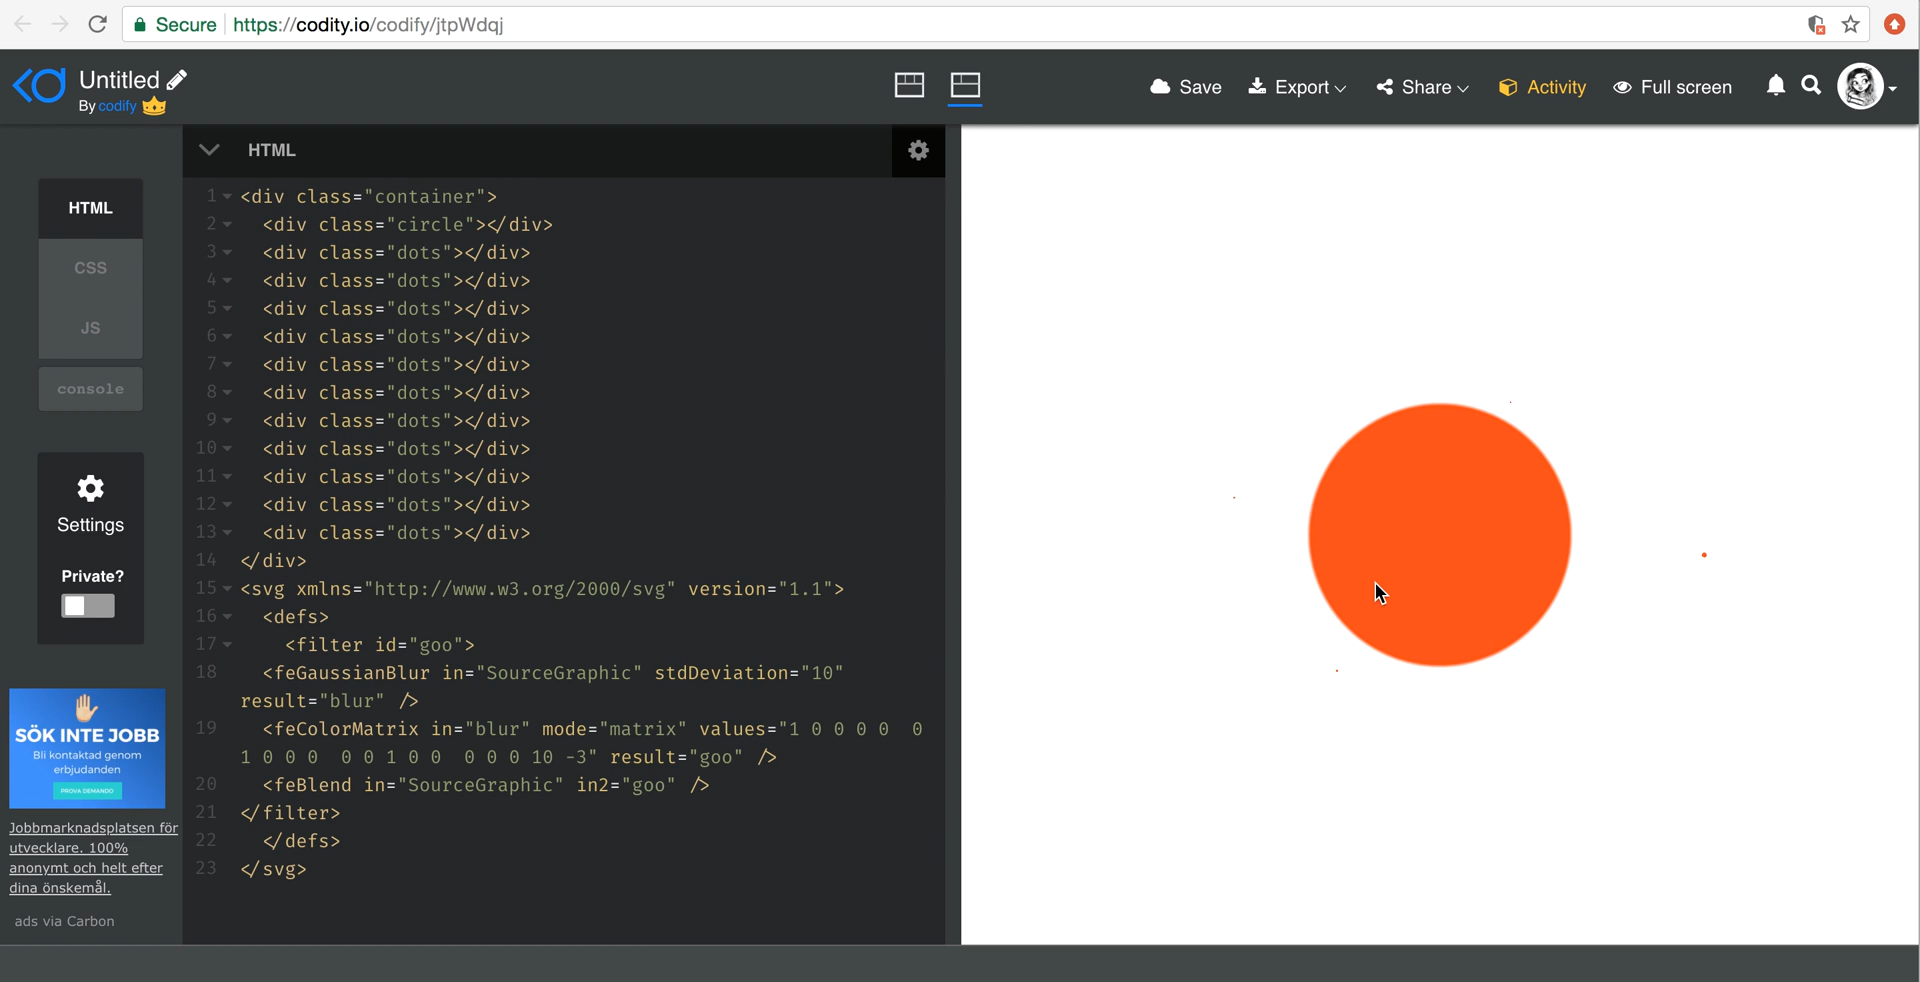 Secure https://codity.io/codify/jtpWdqj
Untitled
By codify
Save Export Share Activity Full screen
HTML
HTML
CSS
JS
console
Settings
Private?
1 <div class="container">
2 <div class="circle"></div>
3 <div class="dots"></div>
4 <div class="dots"></div>
5 <div class="dots"></div>
6 <div class="dots"></div>
7 <div class="dots"></div>
8 <div class="dots"></div>
9 <div class="dots"></div>
10 <div class="dots"></div>
11 <div class="dots"></div>
12 <div class="dots"></div>
13 <div class="dots"></div>
14 </div>
15 <svg xmlns="http://www.w3.org/2000/svg" version="1.1">
16 <defs>
17 <filter id="goo">
18 <feGaussianBlur in="SourceGraphic" stdDeviation="10"
result="blur" />
19 <feColorMatrix in="blur" mode="matrix" values="1 0 0 0 0 0
1 0 0 0 0 0 1 0 0 0 0 0 10 -3" result="goo" />
20 <feBlend in="SourceGraphic" in2="goo" />
21 </filter>
22 </defs>
23 </svg>
SÖK INTE JOBB
Bli kontaktad genom
erbjudanden
PROVA DEMANDO
Jobbmarknadsplatsen för
utvecklare. 100%
anonymt och helt efter
dina önskemål.
ads via Carbon